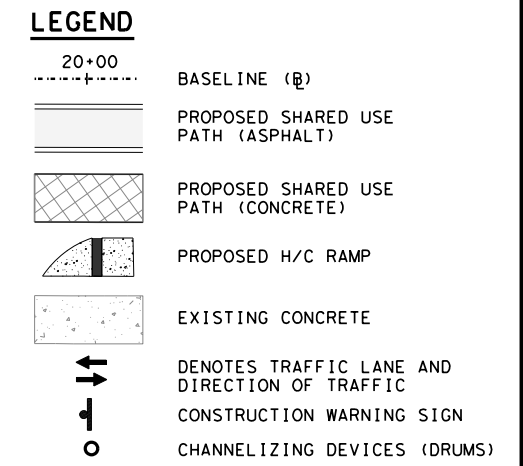 LEGEND
20+00
BASELINE (℄)
PROPOSED SHARED USE
PATH (ASPHALT)
PROPOSED SHARED USE
PATH (CONCRETE)
PROPOSED H/C RAMP
EXISTING CONCRETE
DENOTES TRAFFIC LANE AND
DIRECTION OF TRAFFIC
CONSTRUCTION WARNING SIGN
CHANNELIZING DEVICES (DRUMS)